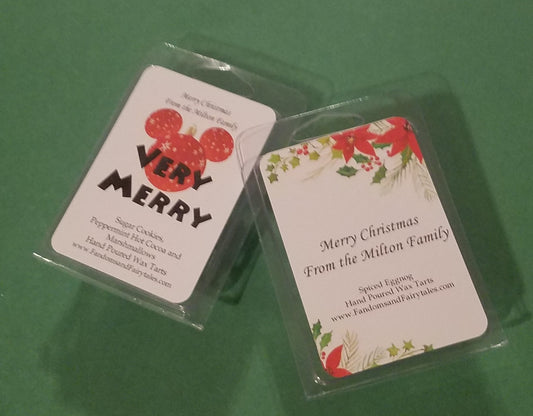 Merry Christmas
From the Milton Family
VERY
MERRY
Sugar Cookies,
Peppermint Hot Cocoa and
Marshmallows
Hand Poured Wax Tarts
www.FandomsandFairytales.com
Merry Christmas
From the Milton Family
Spiced Eggnog
Hand Poured Wax Tarts
www.FandomsandFairytales.com